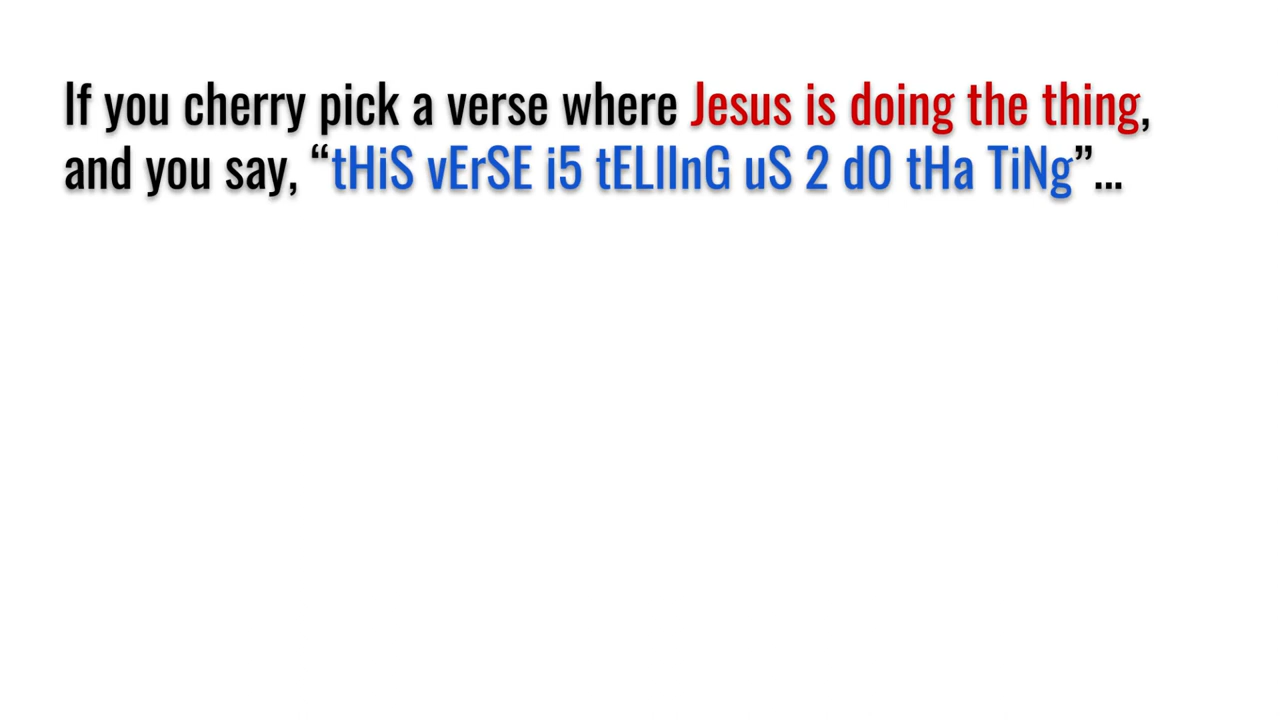 If you cherry pick a verse where Jesus is doing the thing,
and you say, “tHiS vErSE i5 tELlInG uS 2 dO tHa TiNg”...